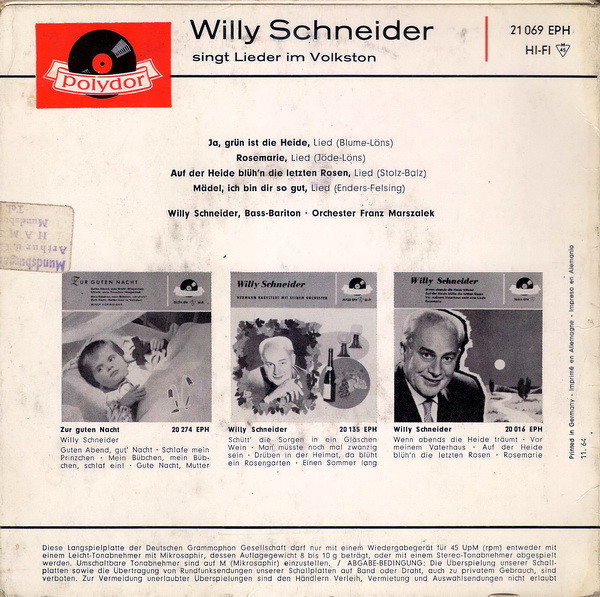 polydor
Willy Schneider
singt Lieder im Volkston
21 069 EPH
HI-FI M 45
Ja, grün ist die Heide, Lied (Blume-Löns)
Rosemarie, Lied (Jöde-Löns)
Auf der Heide blüh'n die letzten Rosen, Lied (Stolz-Balz)
Mädel, ich bin dir so gut, Lied (Enders-Felsing)
Willy Schneider, Bass-Bariton · Orchester Franz Marszalek
ZUR GUTEN NACHT
Willy Schneider
HERMANN HAGESTEDT MIT SEINEM ORCHESTER
Willy Schneider
Zur guten Nacht 20 274 EPH
Willy Schneider
Guten Abend, gut' Nacht · Schlafe mein
Prinzchen · Mein Bübchen, mein Büb-
chen, schlaf ein! · Gute Nacht, Mutter
Willy Schneider 20 135 EPH
Schütt' die Sorgen in ein Gläschen
Wein · Man müsste noch mal zwanzig
sein · Drüben in der Heimat, da blüht
ein Rosengarten · Einen Sommer lang
Willy Schneider 20 016 EPH
Wenn abends die Heide träumt · Vor
meinem Vaterhaus · Auf der Heide
blüh'n die letzten Rosen · Rosemarie
Printed in Germany · Imprimé en Allemagne · Impreso en Alemania
11. 64
Diese Langspielplatte der Deutschen Grammophon Gesellschaft darf nur mit einem Wiedergabegerät für 45 UpM (rpm) entweder mit
einem Leicht-Tonabnehmer mit Mikrosaphir, dessen Auflagegewicht 8 bis 10 g beträgt, oder mit einem Stereo-Tonabnehmer abgespielt
werden. Umschaltbare Tonabnehmer sind auf M (Mikrosaphir) einzustellen. / ABGABE-BEDINGUNG: Die Überspielung unserer Schall-
platten sowie die Übertragung von Rundfunksendungen unserer Schallplatten auf Band oder Draht, auch zu privatem Gebrauch, sind
verboten. Zur Vermeidung unerlaubter Überspielungen sind den Händlern Verleih, Vermietung und Auswahlsendungen nicht erlaubt